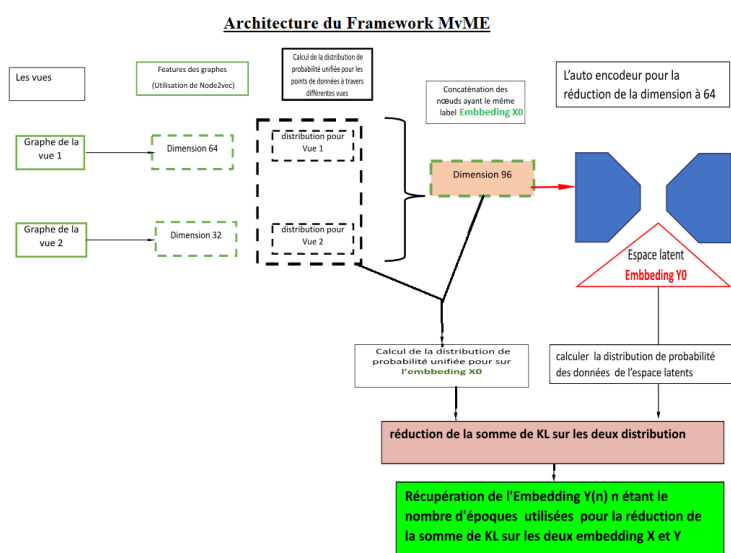 Architecture du Framework MvME
Les vues
Features des graphes
(Utilisation de Node2vec)
Calcul de la distribution de
probabilité unifiée pour les
points de données à travers
différentes vues
Concaténation des
nœuds ayant le même
label Embbeding X0
L'auto encodeur pour la
réduction de la dimension à 64
Graphe de la
vue 1
Dimension 64
distribution pour
Vue 1
Dimension 96
Graphe de la
vue 2
Dimension 32
distribution pour
Vue 2
Espace latent
Embbeding Y0
Calcul de la distribution de
probabilité unifiée pour sur
l'embbeding X0
calculer la distribution de probabilité
des données de l'espace latents
réduction de la somme de KL sur les deux distribution
Récupération de l'Embedding Y(n) n étant le
nombre d'époques utilisées pour la réduction de
la somme de KL sur les deux embedding X et Y